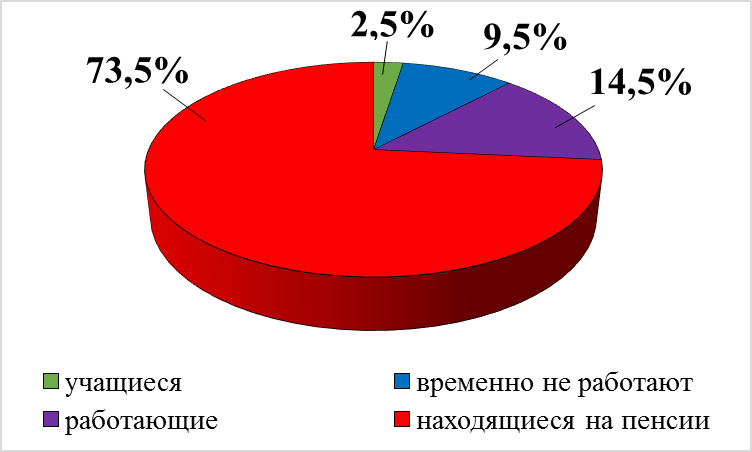 2,5%
9,5%
73,5%
14,5%
учащиеся
временно не работают
работающие
находящиеся на пенсии